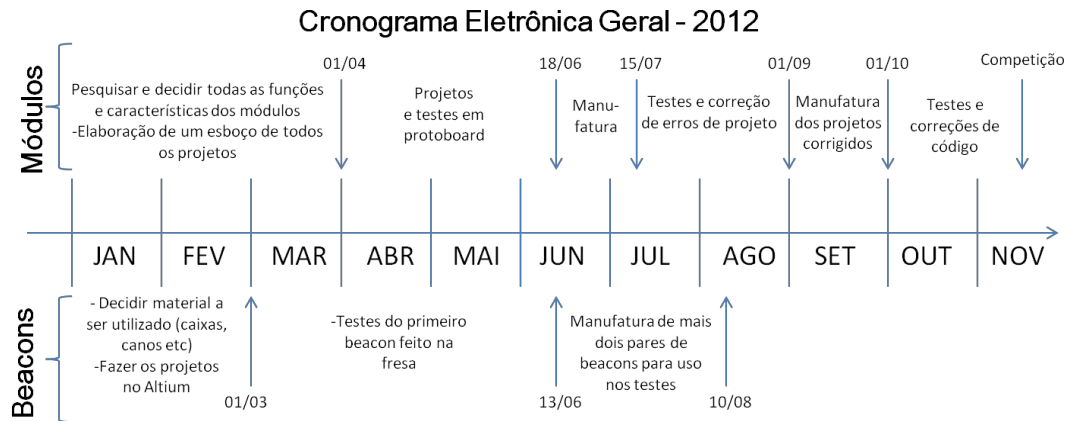 Cronograma Eletrônica Geral - 2012
Módulos
Pesquisar e decidir todas as funções
e características dos módulos
-Elaboração de um esboço de todos
os projetos
01/04
Projetos
e testes em
protoboard
18/06
Manu-
fatura
15/07
Testes e correção
de erros de projeto
01/09
Manufatura
dos projetos
corrigidos
01/10
Testes e
correções de
código
Competição
JAN
FEV
MAR
ABR
MAI
JUN
JUL
AGO
SET
OUT
NOV
Beacons
- Decidir material a
ser utilizado (caixas,
canos etc)
-Fazer os projetos
no Altium
01/03
-Testes do primeiro
beacon feito na
fresa
13/06
Manufatura de mais
dois pares de
beacons para uso
nos testes
10/08